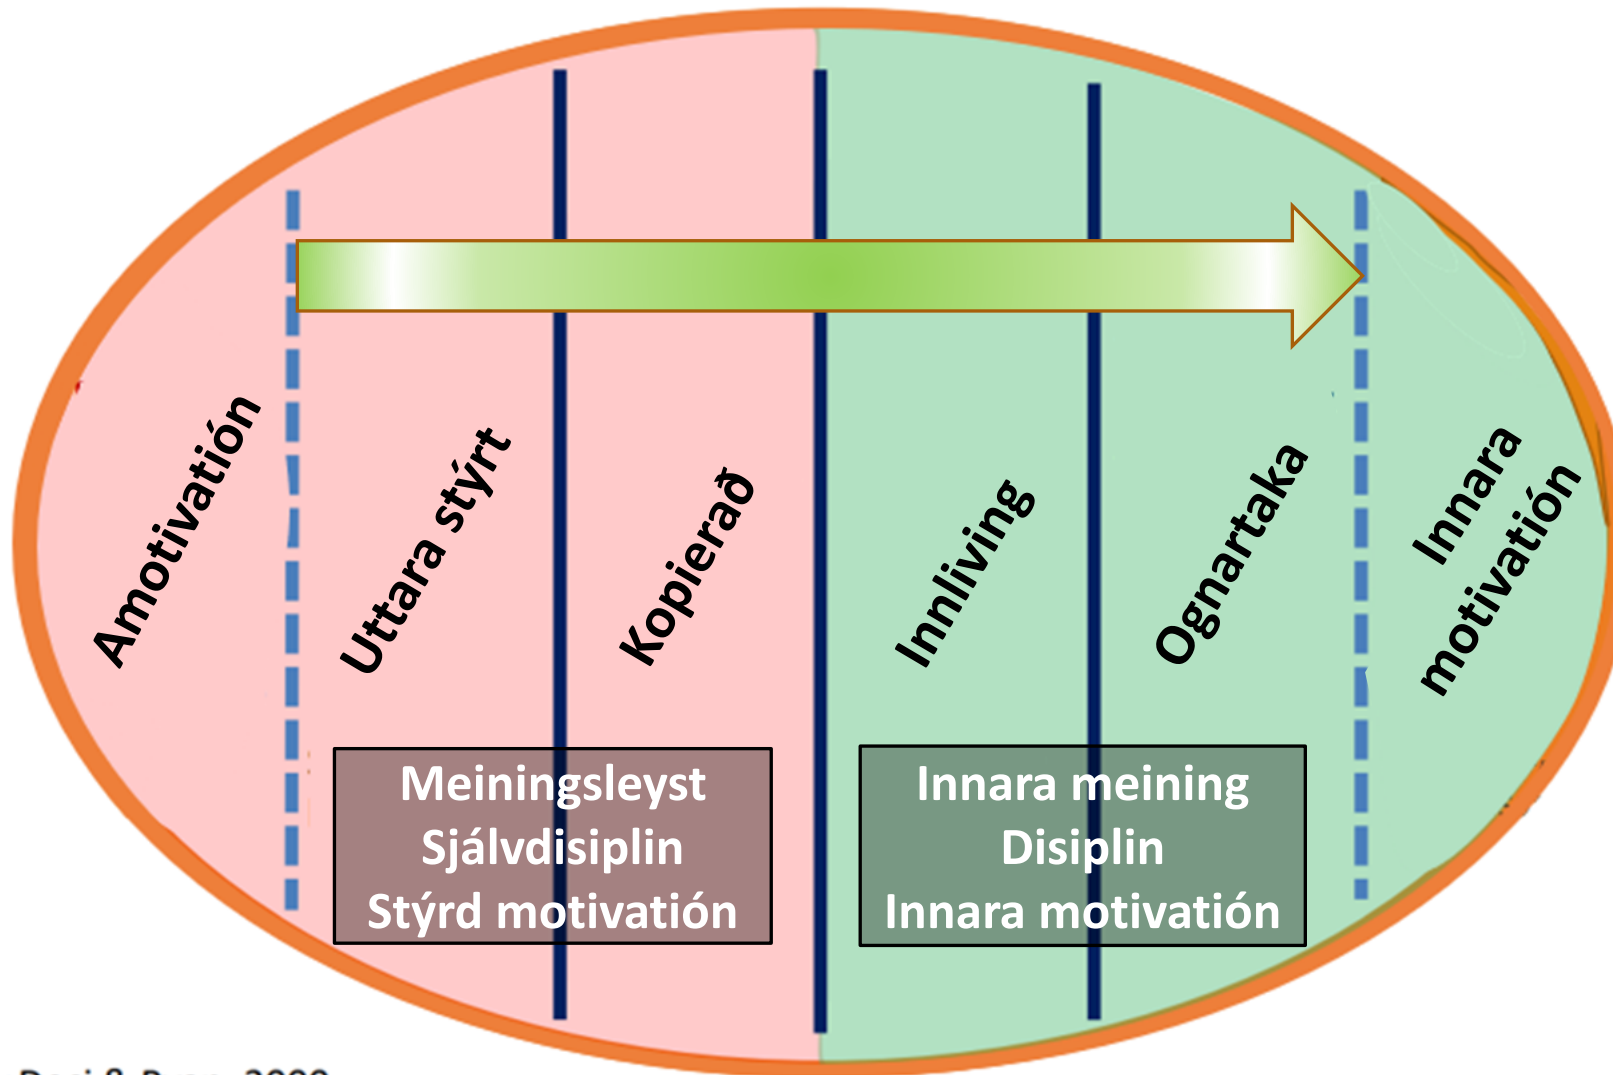 Amotivatión
Uttara stýrt
Kopierað
Innliving
Ognartaka
Innara
motivatión
Meiningsleyst
Sjálvdisiplin
Stýrd motivatión
Innara meining
Disiplin
Innara motivatión